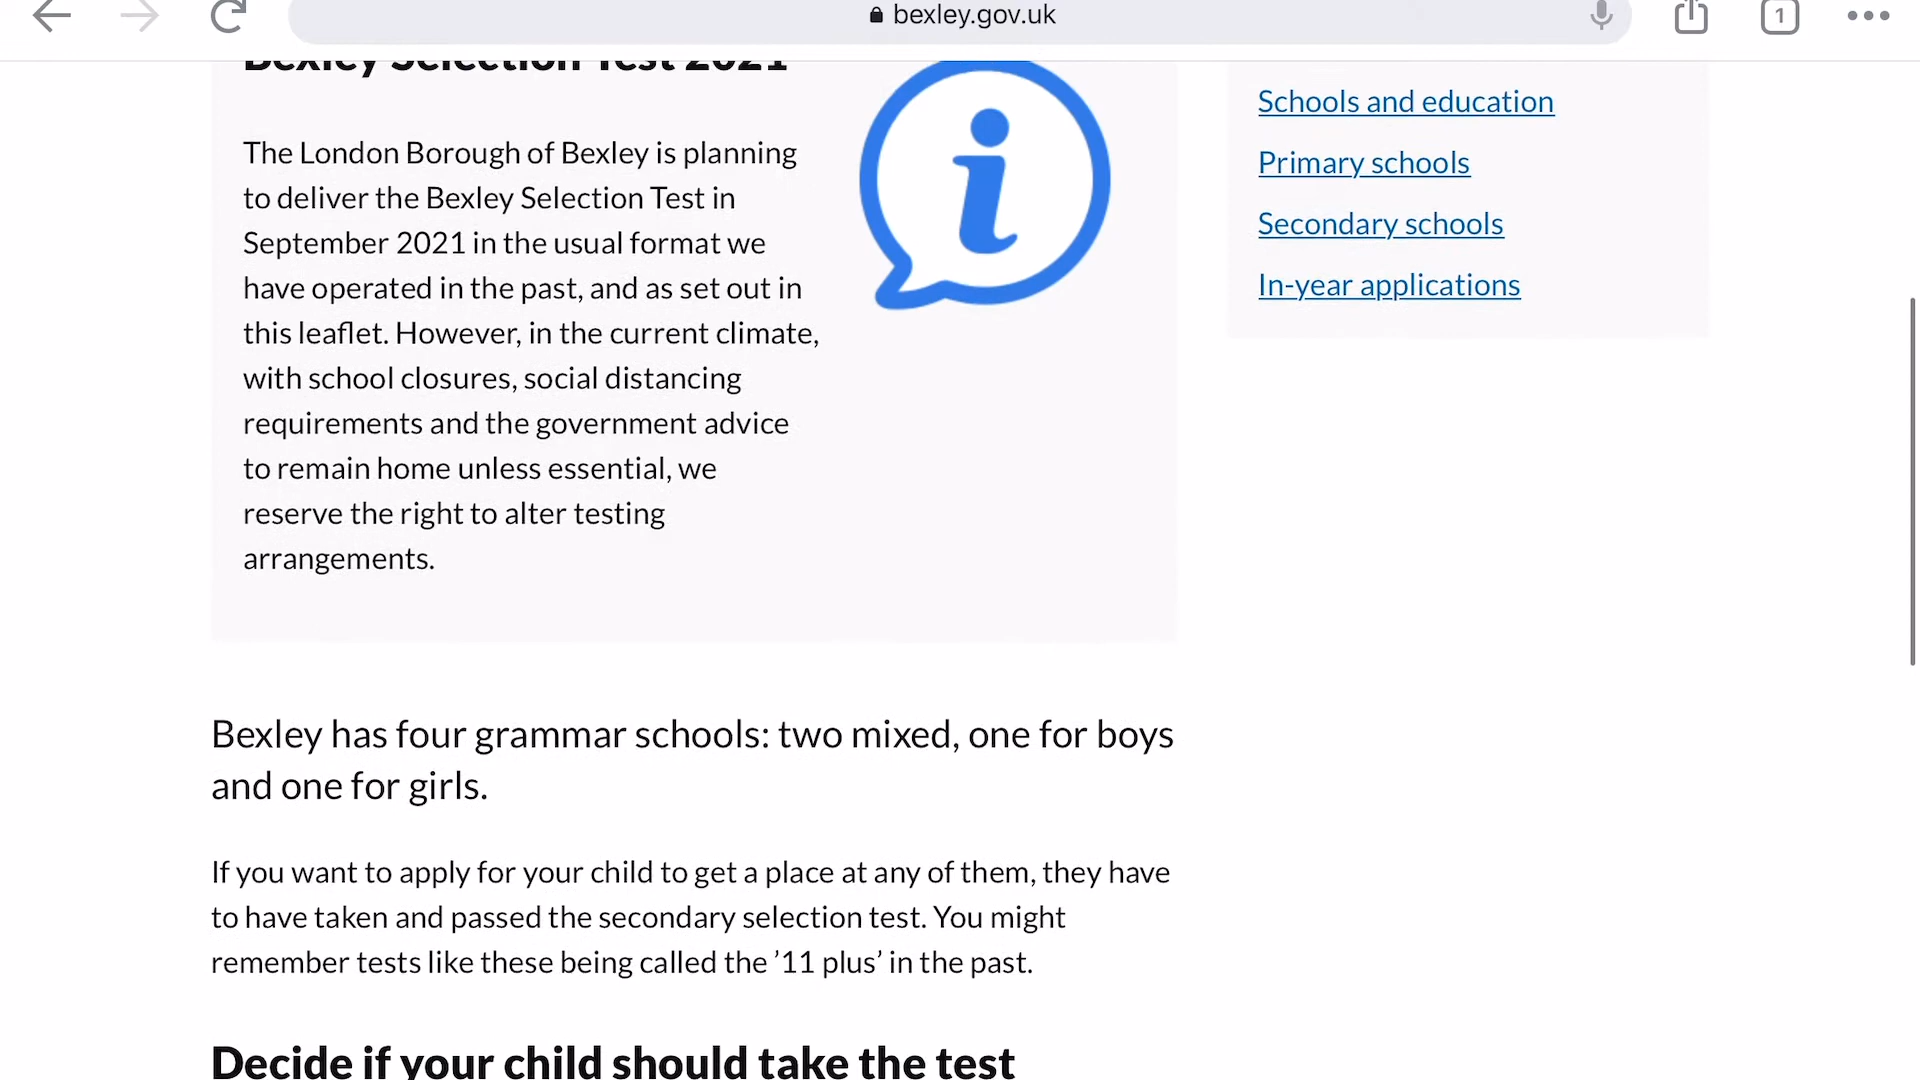 bexley.gov.uk
1
Bexley Selection Test 2021
The London Borough of Bexley is planning
to deliver the Bexley Selection Test in
September 2021 in the usual format we
have operated in the past, and as set out in
this leaflet. However, in the current climate,
with school closures, social distancing
requirements and the government advice
to remain home unless essential, we
reserve the right to alter testing
arrangements.
Schools and education
Primary schools
Secondary schools
In-year applications
Bexley has four grammar schools: two mixed, one for boys
and one for girls.
If you want to apply for your child to get a place at any of them, they have
to have taken and passed the secondary selection test. You might
remember tests like these being called the ’11 plus’ in the past.
Decide if your child should take the test